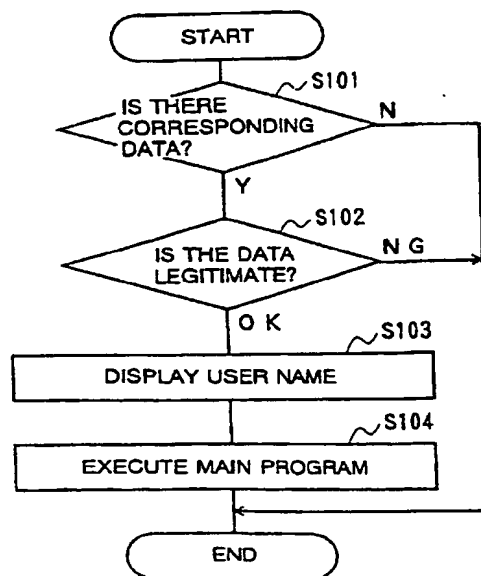 START
S101
IS THERE
CORRESPONDING
DATA?
N
Y
S102
IS THE DATA
LEGITIMATE?
N G
O K
S103
DISPLAY USER NAME
S104
EXECUTE MAIN PROGRAM
END